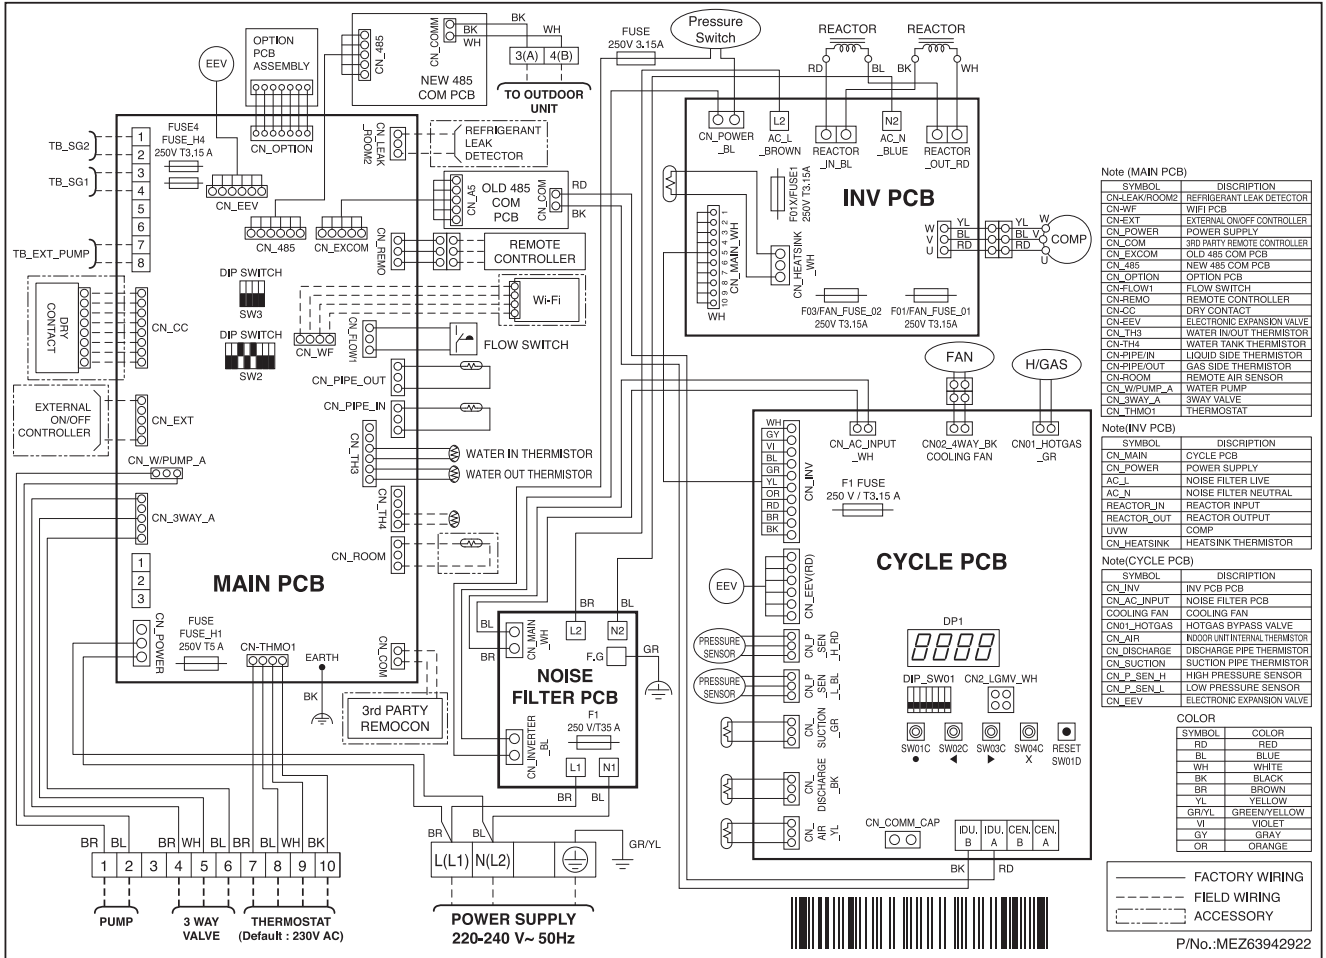 OPTION
PCB
ASSEMBLY
EEV
CN_485
CN_COMM
NEW 485
COM PCB
BK
BK
WH
WH
3(A) 4(B)
TO OUTDOOR
UNIT
FUSE
250V 3.15A
Pressure
Switch
REACTOR
REACTOR
RD BL BK WH
TB_SG2
TB_SG1
TB_EXT_PUMP
1
2
3
4
5
6
7
8
FUSE4
FUSE_H4
250V T3.15 A
CN_OPTION
CN_EEV
CN_485
CN_EXCOM
CN_LEAK
_ROOM2
REFRIGERANT
LEAK
DETECTOR
CN_A5
OLD 485
COM
PCB
CN_COM
RD
BK
CN_REMO
REMOTE
CONTROLLER
DIP SWITCH
SW3
DIP SWITCH
SW2
CN_WF
Wi-Fi
CN_FLOW1
FLOW SWITCH
CN_PIPE_OUT
CN_PIPE_IN
CN_TH3
WATER IN THERMISTOR
WATER OUT THERMISTOR
CN_TH4
CN_ROOM
DRY
CONTACT
CN_CC
EXTERNAL
ON/OFF
CONTROLLER
CN_EXT
CN_W/PUMP_A
CN_3WAY_A
MAIN PCB
1
2
3
CN_POWER
FUSE
FUSE_H1
250V T5 A
CN-THMO1
EARTH
BK
CN_COM
3rd PARTY
REMOCON
CN_POWER
_BL
L2
AC_L
_BROWN
REACTOR
_IN_BL
N2
AC_N
_BLUE
REACTOR
_OUT_RD
F01X/FUSE1
250V T3.15A
INV PCB
1
2
3
4
5
6
7
8
9
10
CN_MAIN_WH
WH
CN_HEATSINK
_WH
W YL YL W
V BL BL V
U RD RD U
COMP
F03/FAN_FUSE_02
250V T3.15A
F01/FAN_FUSE_01
250V T3.15A
FAN
H/GAS
WH
GY
VI
BL
GR
YL
OR
RD
BR
BK
CN_INV
CN_AC_INPUT
_WH
CN02_4WAY_BK
COOLING FAN
CN01_HOTGAS
_GR
F1 FUSE
250 V / T3.15 A
CYCLE PCB
EEV
CN_EEV(RD)
PRESSURE
SENSOR
CN_P
_SEN
_H_RD
PRESSURE
SENSOR
CN_P
_SEN
_L_BL
CN_
SUCTION
_GR
CN_
DISCHARGE
_BK
CN_
AIR
_YL
DP1
8888
DIP_SW01
CN2_LGMV_WH
SW01C SW02C SW03C SW04C RESET
● ◀ ▶ X SW01D
CN_COMM_CAP
IDU. IDU. CEN. CEN.
B A B A
BK RD
BR BL
BL
BR
CN_MAIN
_WH
L2 N2
F.G
GR
NOISE
FILTER PCB
F1
250 V/T35 A
CN_INVERTER
_BL
L1 N1
BR BL
BR BL
L(L1) N(L2)
GR/YL
POWER SUPPLY
220-240 V~ 50Hz
BR BL BR WH BL BR BL WH BK
1 2 3 4 5 6 7 8 9 10
PUMP
3 WAY
VALVE
THERMOSTAT
(Default : 230V AC)
Note (MAIN PCB)
SYMBOL DISCRIPTION
CN-LEAK/ROOM2 REFRIGERANT LEAK DETECTOR
CN-WF WIFI PCB
CN-EXT EXTERNAL ON/OFF CONTROLLER
CN_POWER POWER SUPPLY
CN_COM 3RD PARTY REMOTE CONTROLLER
CN_EXCOM OLD 485 COM PCB
CN_485 NEW 485 COM PCB
CN_OPTION OPTION PCB
CN-FLOW1 FLOW SWITCH
CN-REMO REMOTE CONTROLLER
CN-CC DRY CONTACT
CN-EEV ELECTRONIC EXPANSION VALVE
CN_TH3 WATER IN/OUT THERMISTOR
CN-TH4 WATER TANK THERMISTOR
CN-PIPE/IN LIQUID SIDE THERMISTOR
CN-PIPE/OUT GAS SIDE THERMISTOR
CN-ROOM REMOTE AIR SENSOR
CN_W/PUMP_A WATER PUMP
CN_3WAY_A 3WAY VALVE
CN_THMO1 THERMOSTAT
Note(INV PCB)
SYMBOL DISCRIPTION
CN_MAIN CYCLE PCB
CN_POWER POWER SUPPLY
AC_L NOISE FILTER LIVE
AC_N NOISE FILTER NEUTRAL
REACTOR_IN REACTOR INPUT
REACTOR_OUT REACTOR OUTPUT
UVW COMP
CN_HEATSINK HEATSINK THERMISTOR
Note(CYCLE PCB)
SYMBOL DISCRIPTION
CN_INV INV PCB PCB
CN_AC_INPUT NOISE FILTER PCB
COOLING FAN COOLING FAN
CN01_HOTGAS HOTGAS BYPASS VALVE
CN_AIR INDOOR UNIT INTERNAL THERMISTOR
CN_DISCHARGE DISCHARGE PIPE THERMISTOR
CN_SUCTION SUCTION PIPE THERMISTOR
CN_P_SEN_H HIGH PRESSURE SENSOR
CN_P_SEN_L LOW PRESSURE SENSOR
CN_EEV ELECTRONIC EXPANSION VALVE
COLOR
SYMBOL COLOR
RD RED
BL BLUE
WH WHITE
BK BLACK
BR BROWN
YL YELLOW
GR/YL GREEN/YELLOW
VI VIOLET
GY GRAY
OR ORANGE
FACTORY WIRING
FIELD WIRING
ACCESSORY
P/No.:MEZ63942922